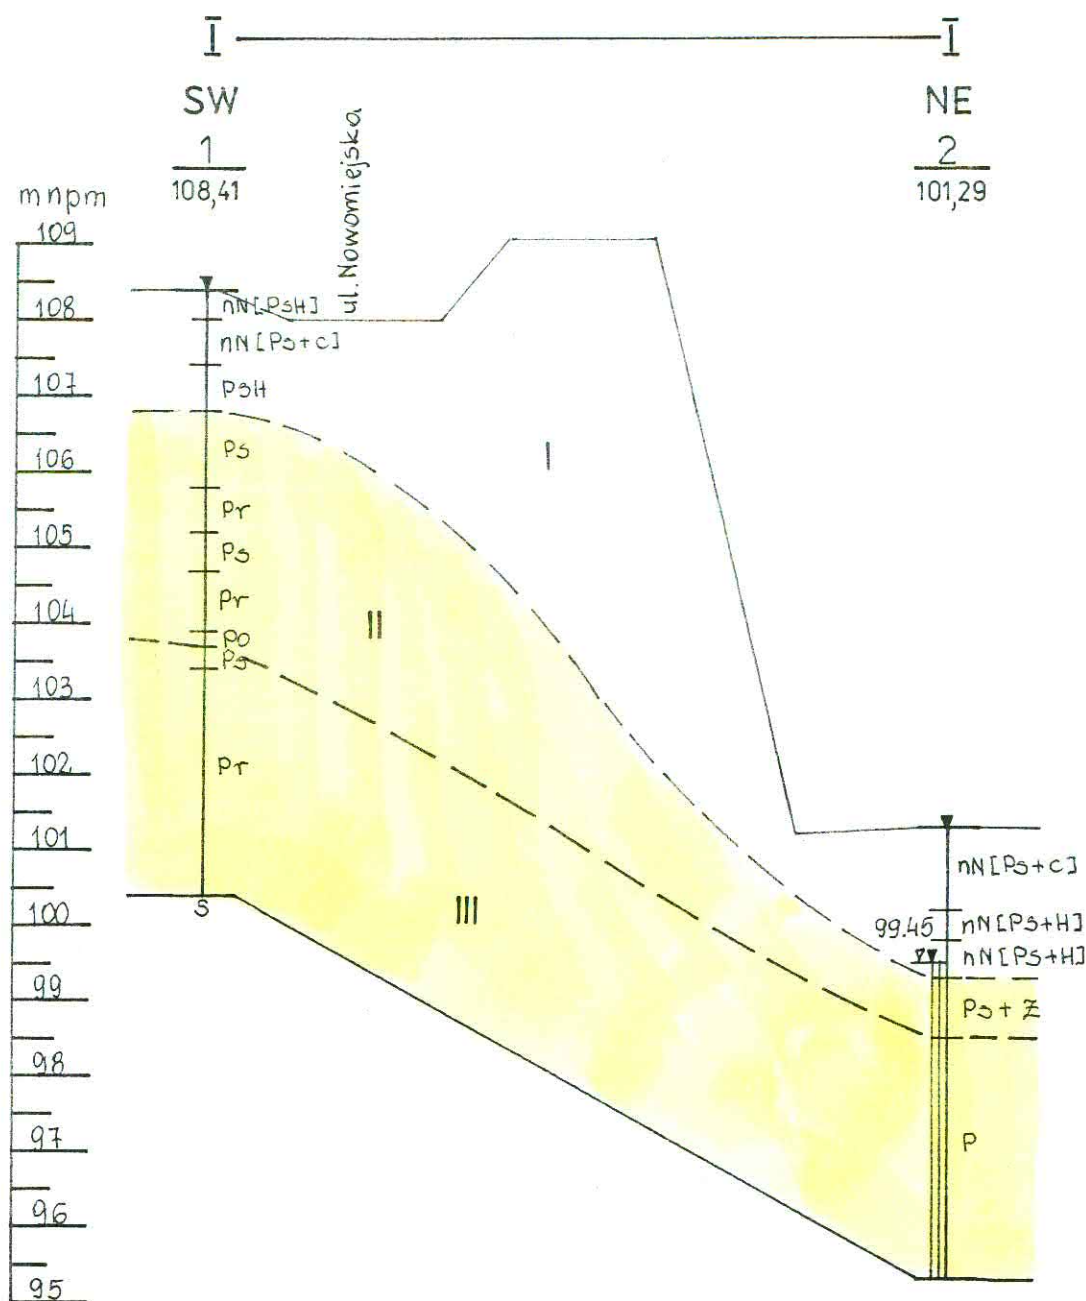 I I
SW NE
1 2
108,41 101,29
ul. Nowomiejska
mnpm
109
108
107
106
105
104
103
102
101
100
99
98
97
96
95
nN[PsH]
nN[Ps+c]
PsH
Ps
Pr
Ps
Pr
Po
Ps
Pr
S
I
II
III
nN[Ps+c]
99.45 nN[Ps+H]
nN[Ps+H]
Ps+Ż
P